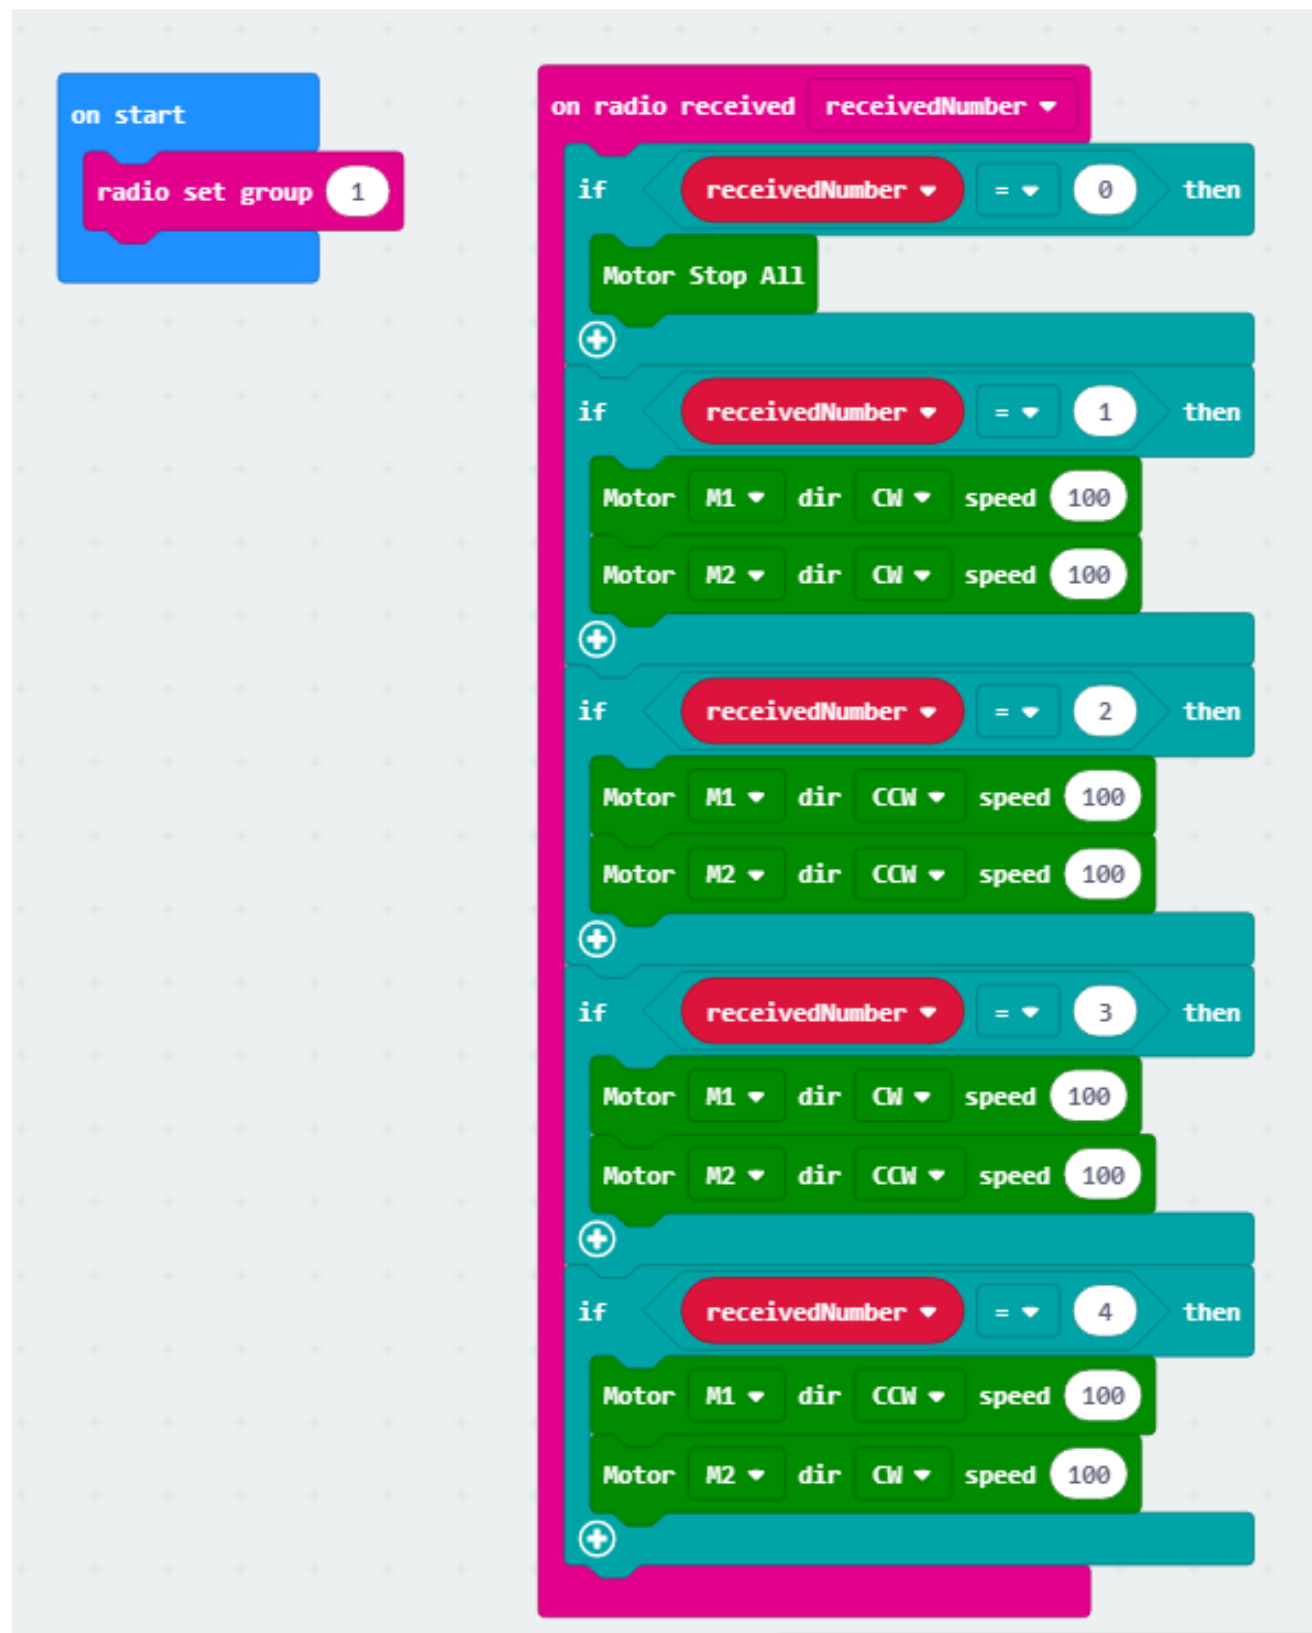 on start
radio set group 1
on radio received receivedNumber
if receivedNumber = 0 then
Motor Stop All
if receivedNumber = 1 then
Motor M1 dir CW speed 100
Motor M2 dir CW speed 100
if receivedNumber = 2 then
Motor M1 dir CCW speed 100
Motor M2 dir CCW speed 100
if receivedNumber = 3 then
Motor M1 dir CW speed 100
Motor M2 dir CCW speed 100
if receivedNumber = 4 then
Motor M1 dir CCW speed 100
Motor M2 dir CW speed 100